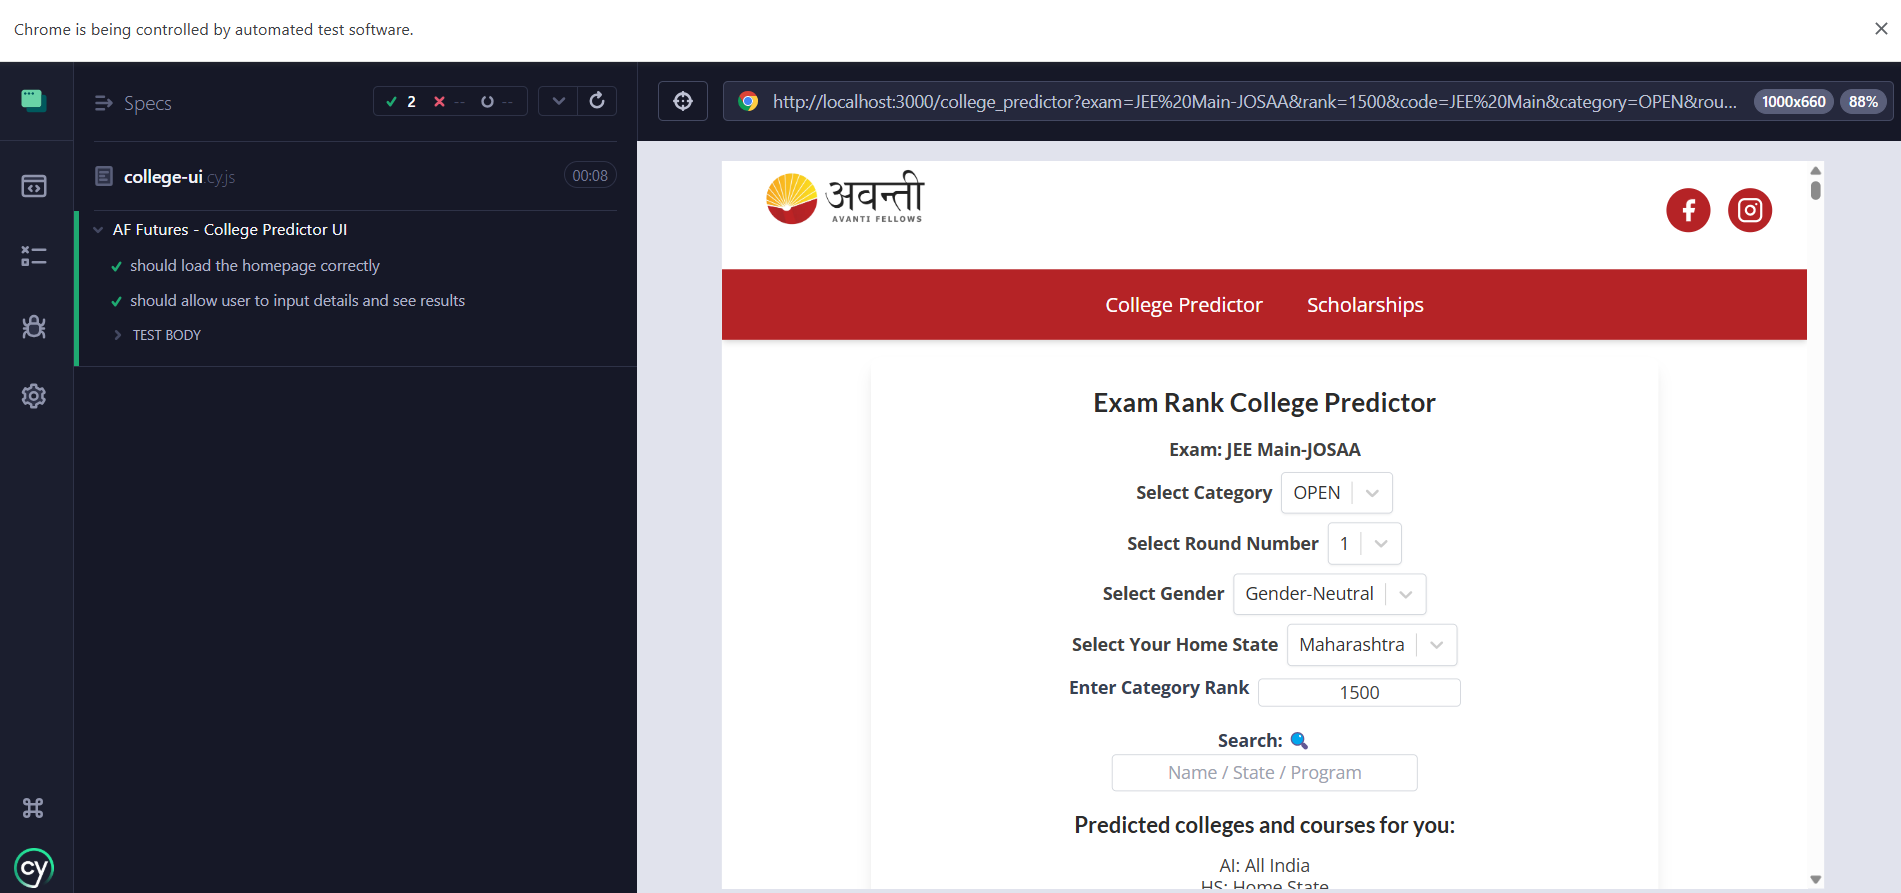 Chrome is being controlled by automated test software.
Specs
2 -- --
college-ui.cy.js 00:08
AF Futures - College Predictor UI
should load the homepage correctly
should allow user to input details and see results
TEST BODY
cy
http://localhost:3000/college_predictor?exam=JEE%20Main-JOSAA&rank=1500&code=JEE%20Main&category=OPEN&rou... 1000x660 88%
अवन्ती
AVANTI FELLOWS
College Predictor Scholarships
Exam Rank College Predictor
Exam: JEE Main-JOSAA
Select Category OPEN
Select Round Number 1
Select Gender Gender-Neutral
Select Your Home State Maharashtra
Enter Category Rank 1500
Search: 🔍
Name / State / Program
Predicted colleges and courses for you:
AI: All India
HS: Home State